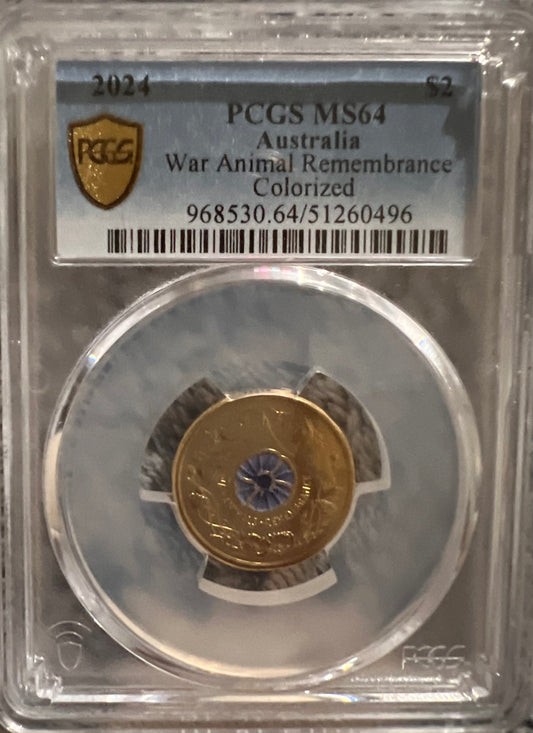 2024 $2
PCGS MS64
PCGS
Australia
War Animal Remembrance
Colorized
968530.64/51260496
PCGS